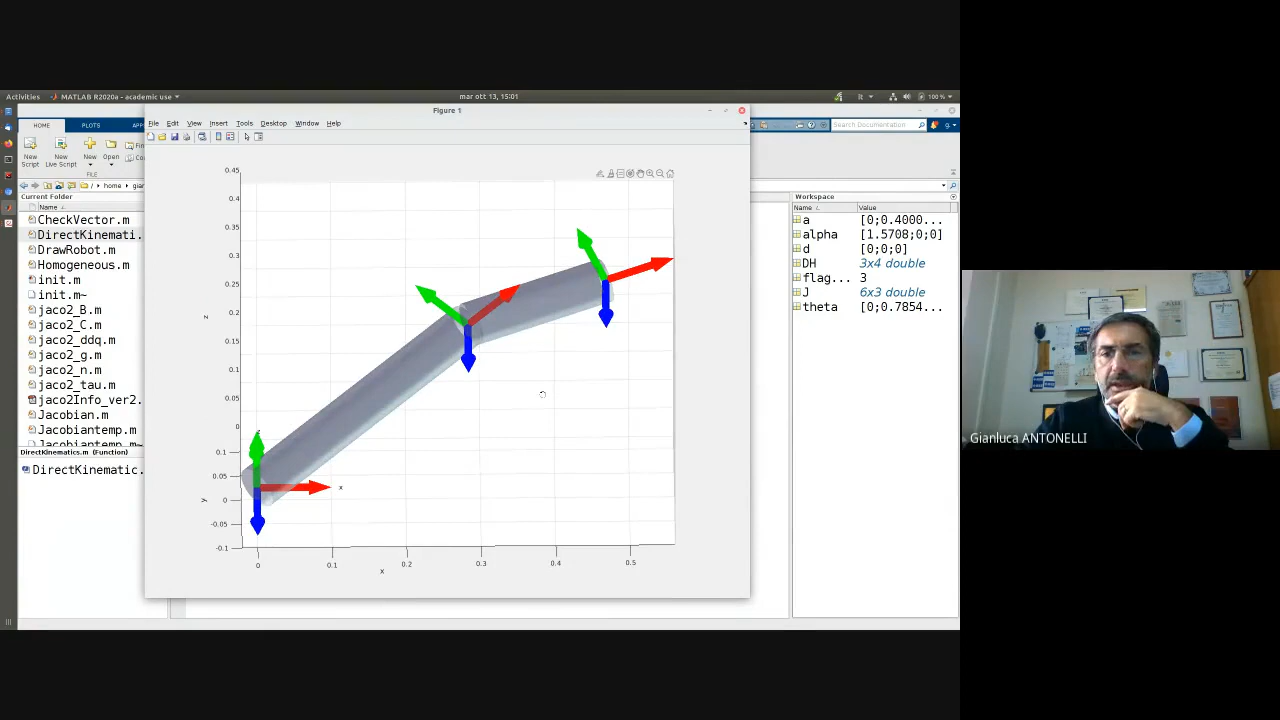 Activities
MATLAB R2020a - academic use
mar ott 13, 15:01
100 %
Figure 1
File Edit View Insert Tools Desktop Window Help
HOME
PLOTS
Search Documentation
New Script
New Live Script
New
Open
FILE
/ home
Current Folder
Name
CheckVector.m
DirectKinemati.
DrawRobot.m
Homogeneous.m
init.m
init.m~
jaco2_B.m
jaco2_C.m
jaco2_ddq.m
jaco2_g.m
jaco2_n.m
jaco2_tau.m
jaco2Info_ver2.
Jacobian.m
Jacobiantemp.m
Jacobiantemp.m~
DirectKinematics.m (Function)
DirectKinematic.
0.45
0.4
0.35
0.3
0.25
0.2
0.15
0.1
0.05
0
z
0.1
0.05
0
-0.05
-0.1
y
x
0
0.1
0.2
0.3
0.4
0.5
x
Workspace
Name Value
a [0;0.4000...
alpha [1.5708;0;0]
d [0;0;0]
DH 3x4 double
flag... 3
J 6x3 double
theta [0;0.7854...
Gianluca ANTONELLI